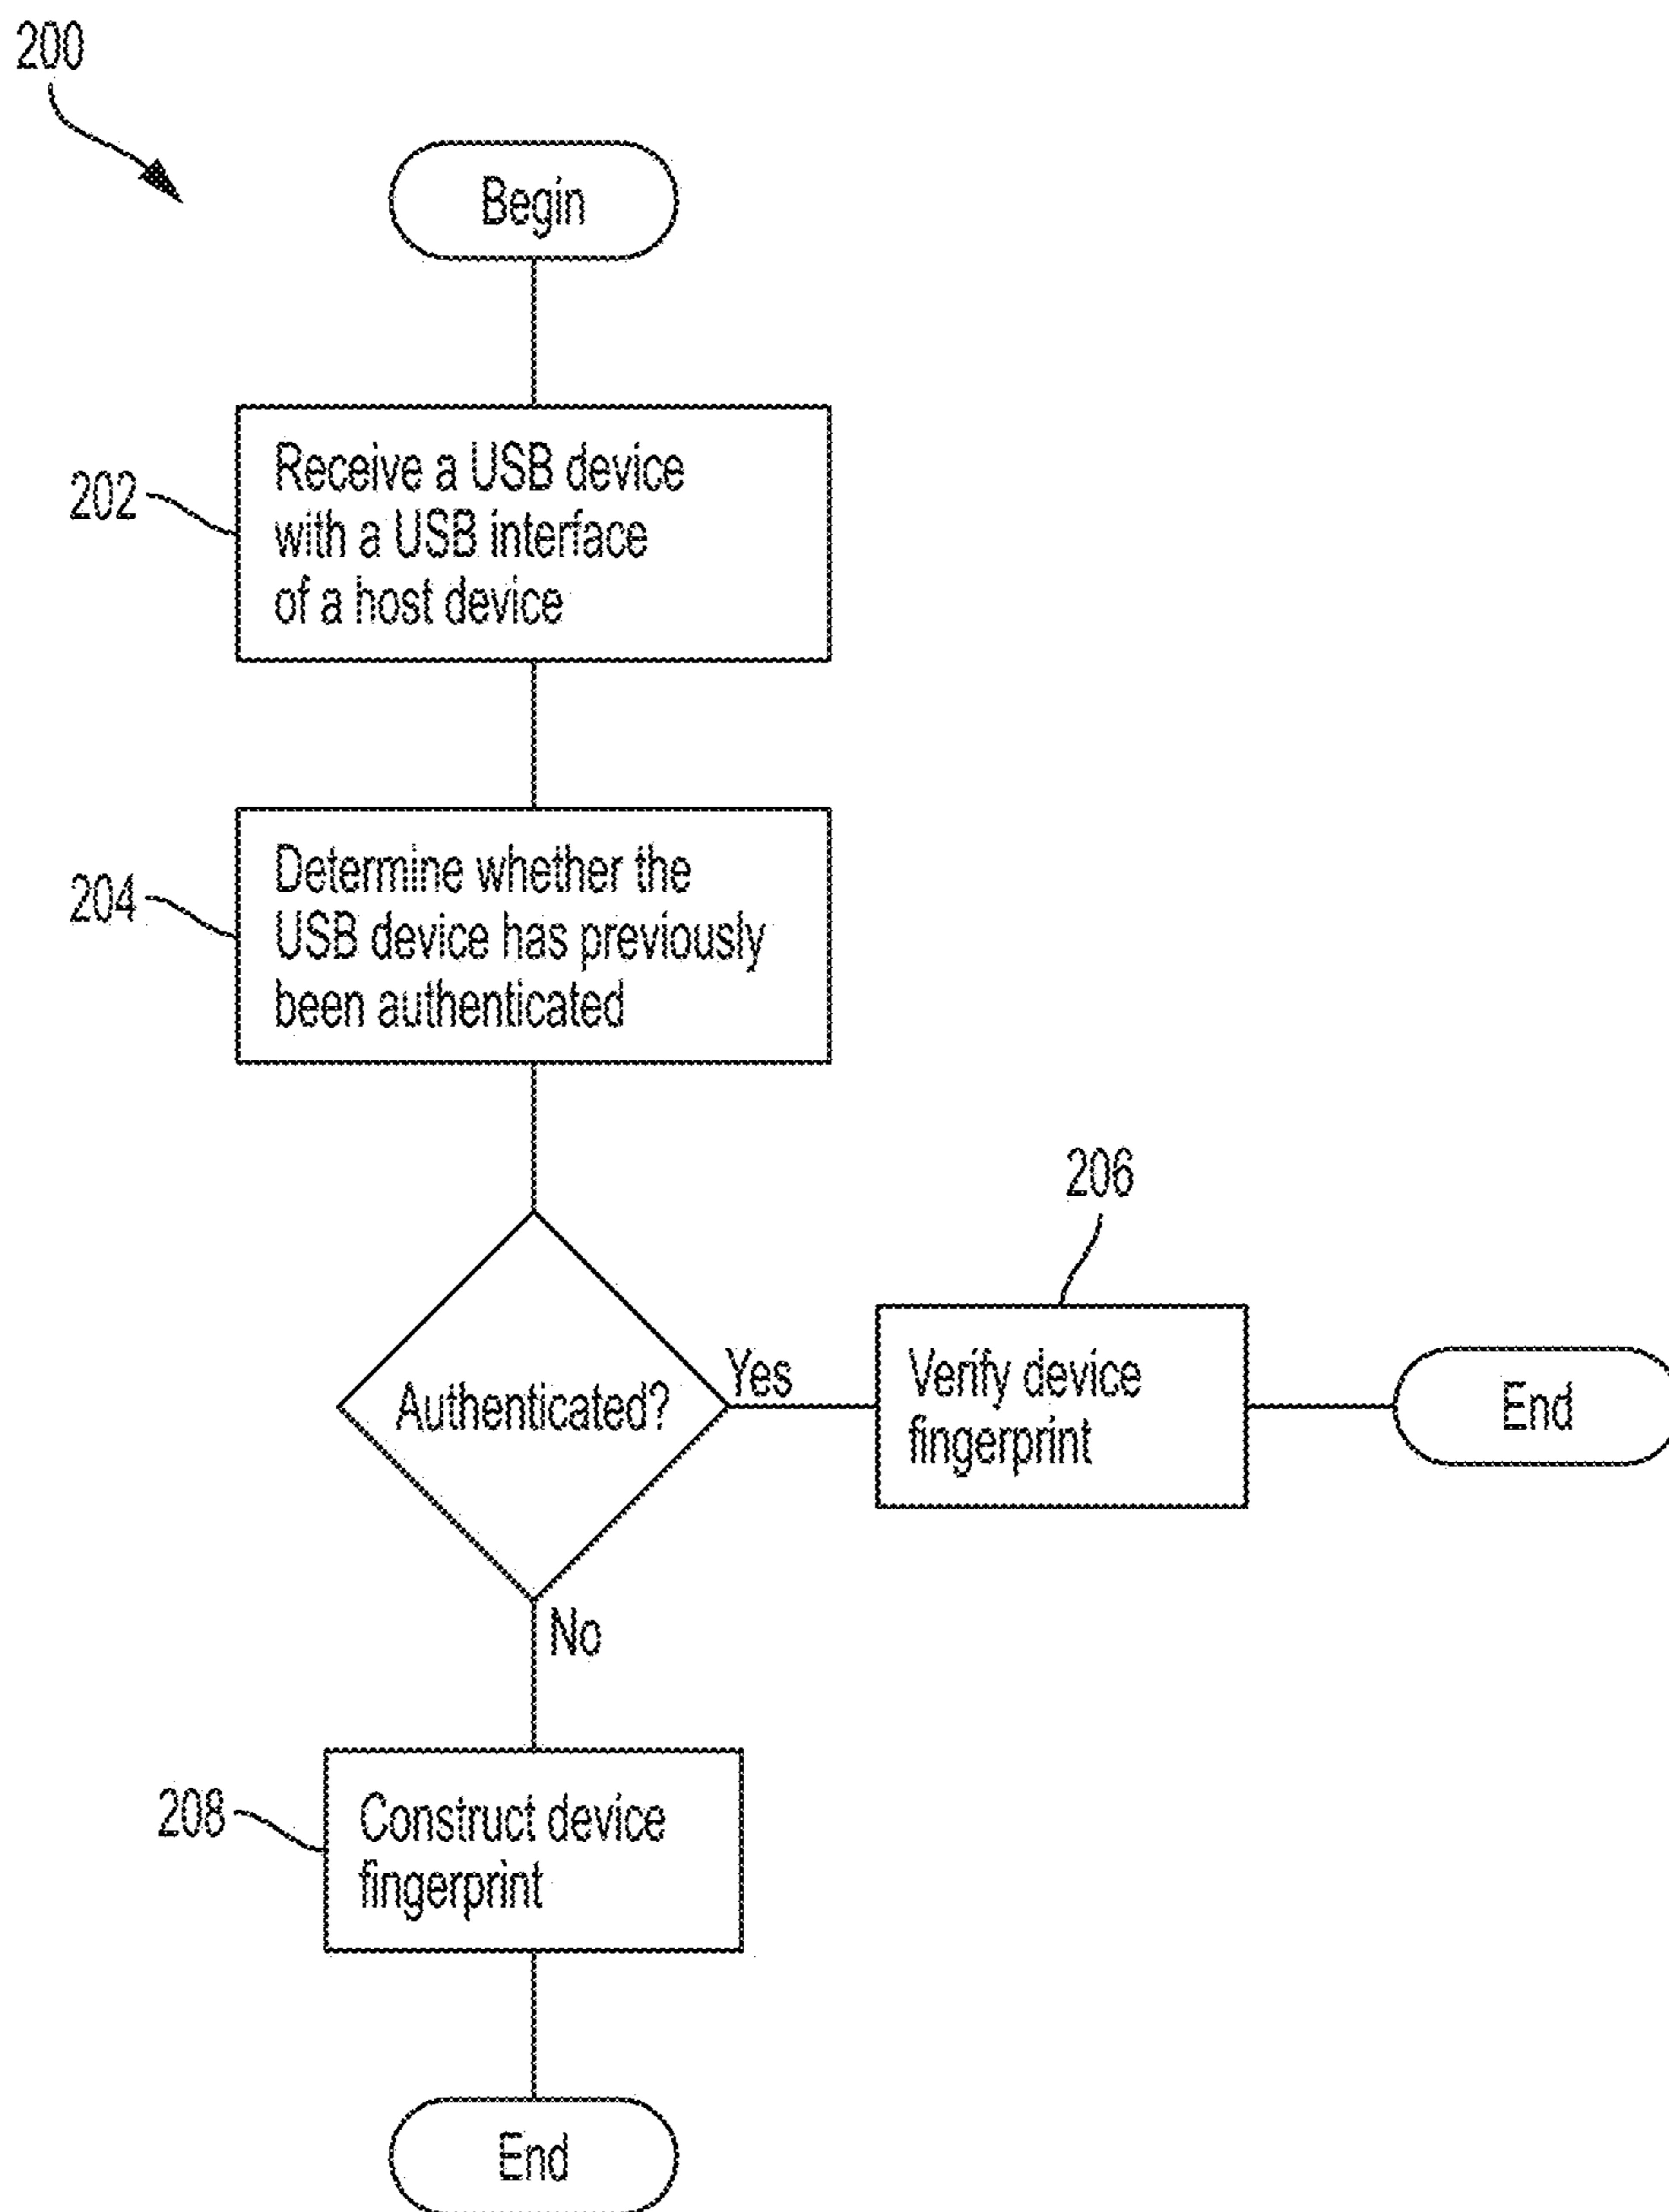 200
Begin
202
Receive a USB device
with a USB interface
of a host device
204
Determine whether the
USB device has previously
been authenticated
206
Authenticated?
Yes
Verify device
fingerprint
End
No
208
Construct device
fingerprint
End